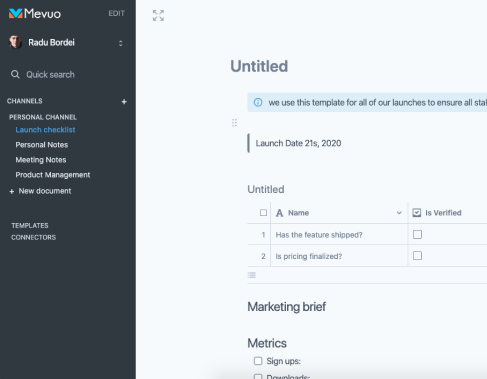 Mevuo
EDIT
Radu Bordei
Quick search
CHANNELS
+
PERSONAL CHANNEL
Launch checklist
Personal Notes
Meeting Notes
Product Management
+ New document
TEMPLATES
CONNECTORS
Untitled
we use this template for all of our launches to ensure all stak
Launch Date 21s, 2020
Untitled
A Name
Is Verified
1 Has the feature shipped?
2 Is pricing finalized?
Marketing brief
Metrics
Sign ups:
Downloads: